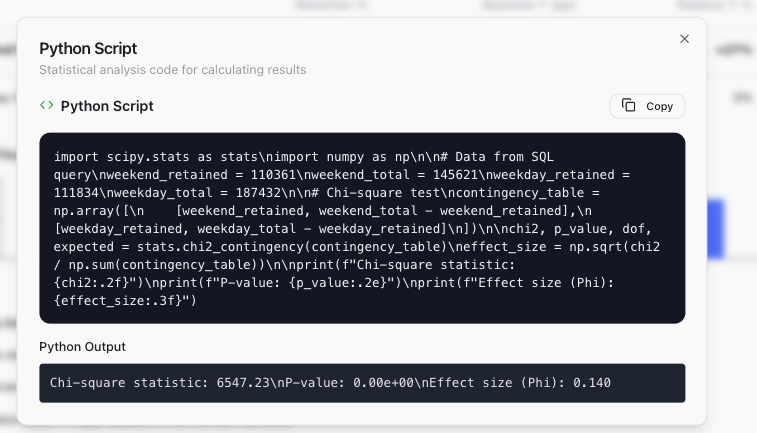 Python Script
Statistical analysis code for calculating results
<> Python Script
Copy
import scipy.stats as stats\nimport numpy as np\n\n# Data from SQL
query\nweekend_retained = 110361\nweekend_total = 145621\nweekday_retained =
111834\nweekday_total = 187432\n\n# Chi-square test\ncontingency_table =
np.array([\n    [weekend_retained, weekend_total - weekend_retained],\n
[weekday_retained, weekday_total - weekday_retained]\n])\n\nchi2, p_value, dof,
expected = stats.chi2_contingency(contingency_table)\neffect_size = np.sqrt(chi2
/ np.sum(contingency_table))\n\nprint(f"Chi-square statistic:
{chi2:.2f}")\nprint(f"P-value: {p_value:.2e}")\nprint(f"Effect size (Phi):
{effect_size:.3f}")
Python Output
Chi-square statistic: 6547.23\nP-value: 0.00e+00\nEffect size (Phi): 0.140